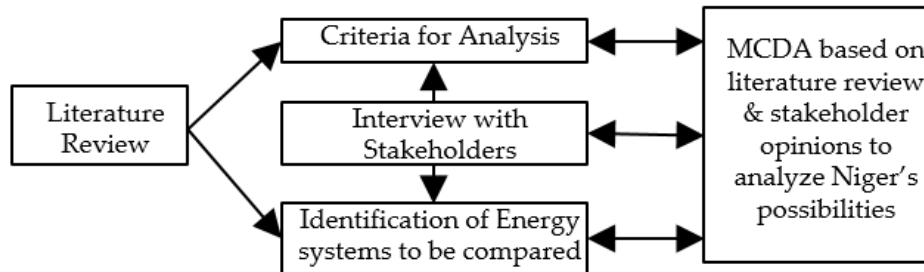 Literature
Review
Criteria for Analysis
Interview with
Stakeholders
Identification of Energy
systems to be compared
MCDA based on
literature review
& stakeholder
opinions to
analyze Niger's
possibilities